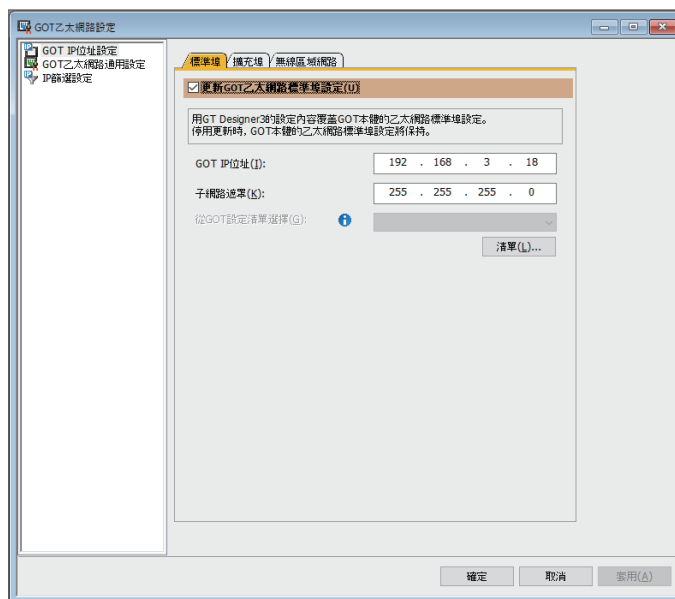 GOT乙太網路設定
GOT IP位址設定
GOT乙太網路通用設定
IP篩選設定
標準埠
擴充埠
無線區域網路
更新GOT乙太網路標準埠設定(U)
用GT Designer3的設定內容覆蓋GOT本體的乙太網路標準埠設定。
停用更新時, GOT本體的乙太網路標準埠設定將保持。
GOT IP位址(I):
192 . 168 . 3 . 18
子網路遮罩(K):
255 . 255 . 255 . 0
從GOT設定清單選擇(G):
清單(L)...
確定
取消
套用(A)